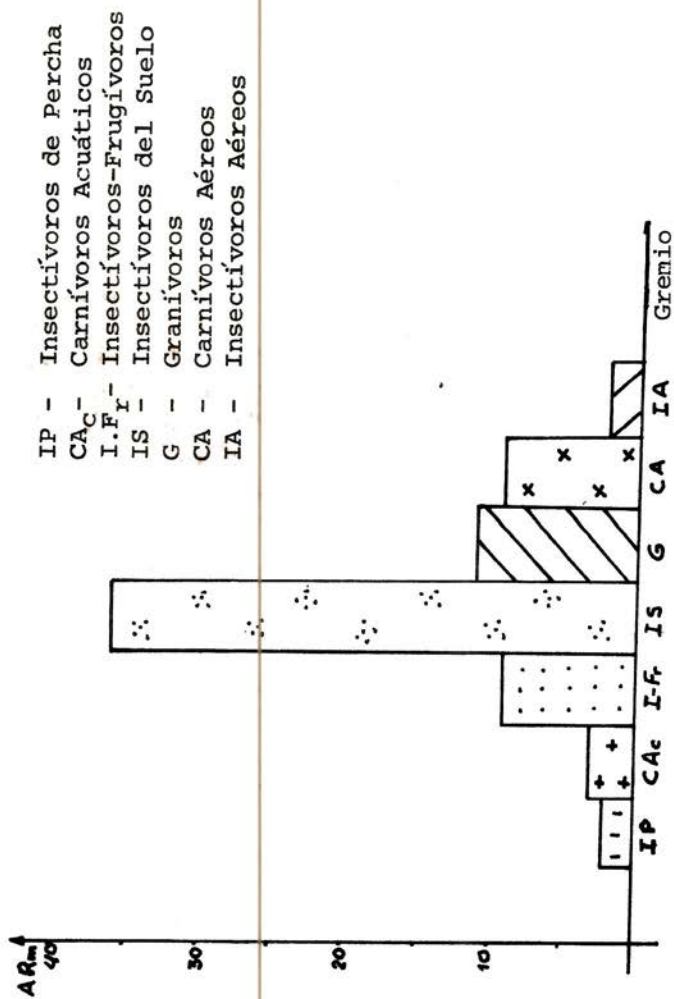 IP - Insectívoros de Percha
CAc- Carnívoros Acuáticos
I.Fr- Insectívoros-Frugívoros
IS - Insectívoros del Suelo
G - Granívoros
CA - Carnívoros Aéreos
IA - Insectívoros Aéreos
ARm
40
30
20
10
IP CAc I-Fr IS G CA IA Gremio